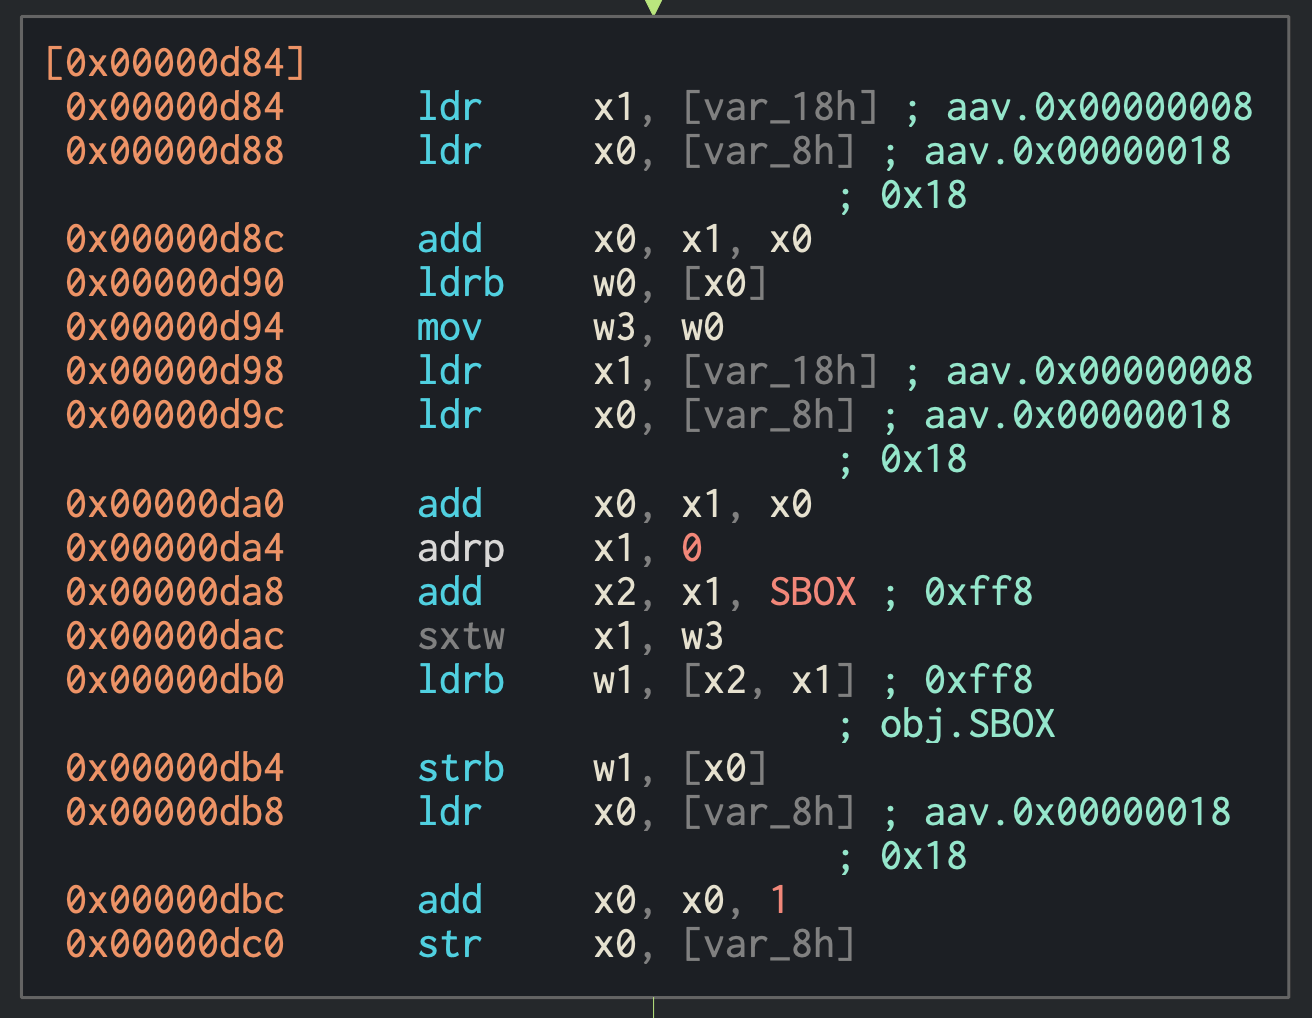 [0x00000d84]
0x00000d84 ldr x1, [var_18h] ; aav.0x00000008
0x00000d88 ldr x0, [var_8h] ; aav.0x00000018
; 0x18
0x00000d8c add x0, x1, x0
0x00000d90 ldrb w0, [x0]
0x00000d94 mov w3, w0
0x00000d98 ldr x1, [var_18h] ; aav.0x00000008
0x00000d9c ldr x0, [var_8h] ; aav.0x00000018
; 0x18
0x00000da0 add x0, x1, x0
0x00000da4 adrp x1, 0
0x00000da8 add x2, x1, SBOX ; 0xff8
0x00000dac sxtw x1, w3
0x00000db0 ldrb w1, [x2, x1] ; 0xff8
; obj.SBOX
0x00000db4 strb w1, [x0]
0x00000db8 ldr x0, [var_8h] ; aav.0x00000018
; 0x18
0x00000dbc add x0, x0, 1
0x00000dc0 str x0, [var_8h]